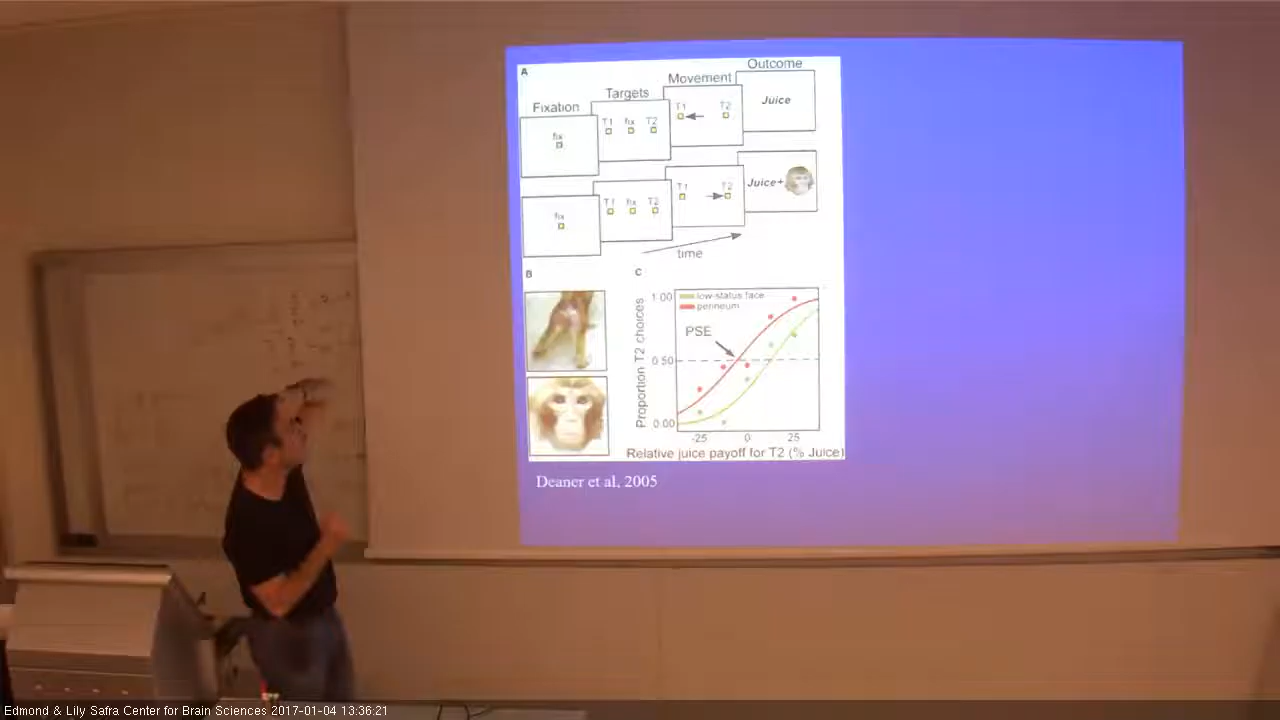 A
Fixation
Targets
Movement
Outcome
fix
T1 fix T2
T1 T2
Juice
fix
T1 fix T2
T1 T2
Juice+
time
B
C
Proportion T2 choices
1.00
0.50
0.00
low-status face
perineum
PSE
-25 0 25
Relative juice payoff for T2 (% Juice)
Deaner et al, 2005
Edmond & Lily Safra Center for Brain Sciences 2017-01-04 13:36:21